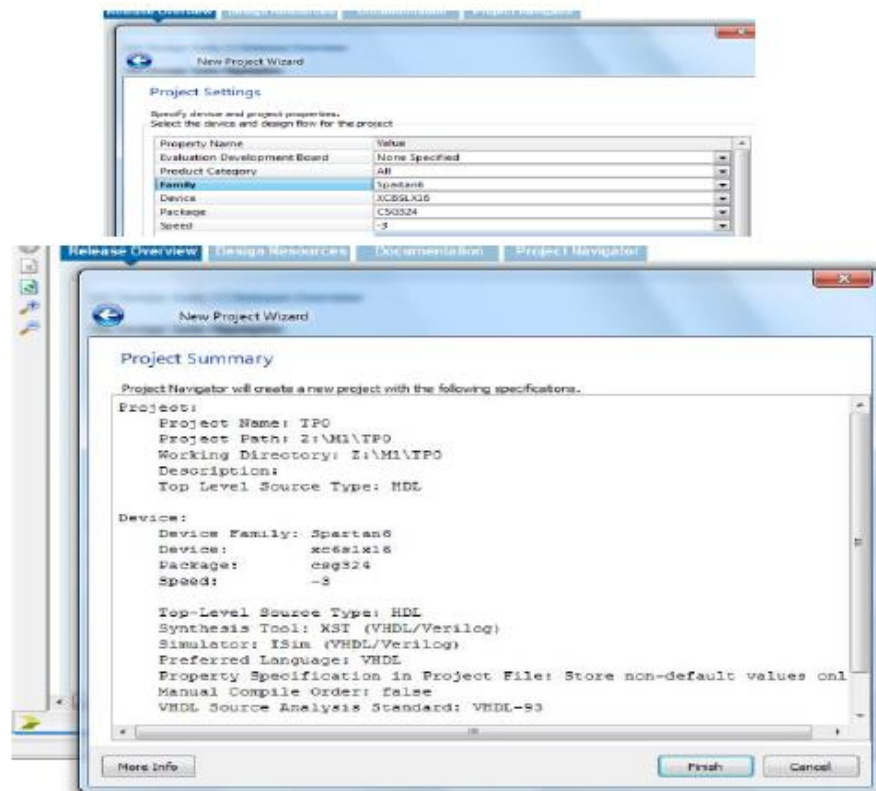 Release Overview Design Resources Documentation Project Navigator
New Project Wizard
Project Settings
Specify device and project properties.
Select the device and design flow for the project
Property Name Value
Evaluation Development Board None Specified
Product Category All
Family Spartan6
Device XC6SLX16
Package CSG324
Speed -3
Release Overview Design Resources Documentation Project Navigator
New Project Wizard
Project Summary
Project Navigator will create a new project with the following specifications.
Project:
Project Name: TP0
Project Path: Z:\M1\TP0
Working Directory: Z:\M1\TP0
Description:
Top Level Source Type: HDL
Device:
Device Family: Spartan6
Device: xc6slx16
Package: csg324
Speed: -3
Top-Level Source Type: HDL
Synthesis Tool: XST (VHDL/Verilog)
Simulator: ISim (VHDL/Verilog)
Preferred Language: VHDL
Property Specification in Project File: Store non-default values onl
Manual Compile Order: false
VHDL Source Analysis Standard: VHDL-93
More Info Finish Cancel